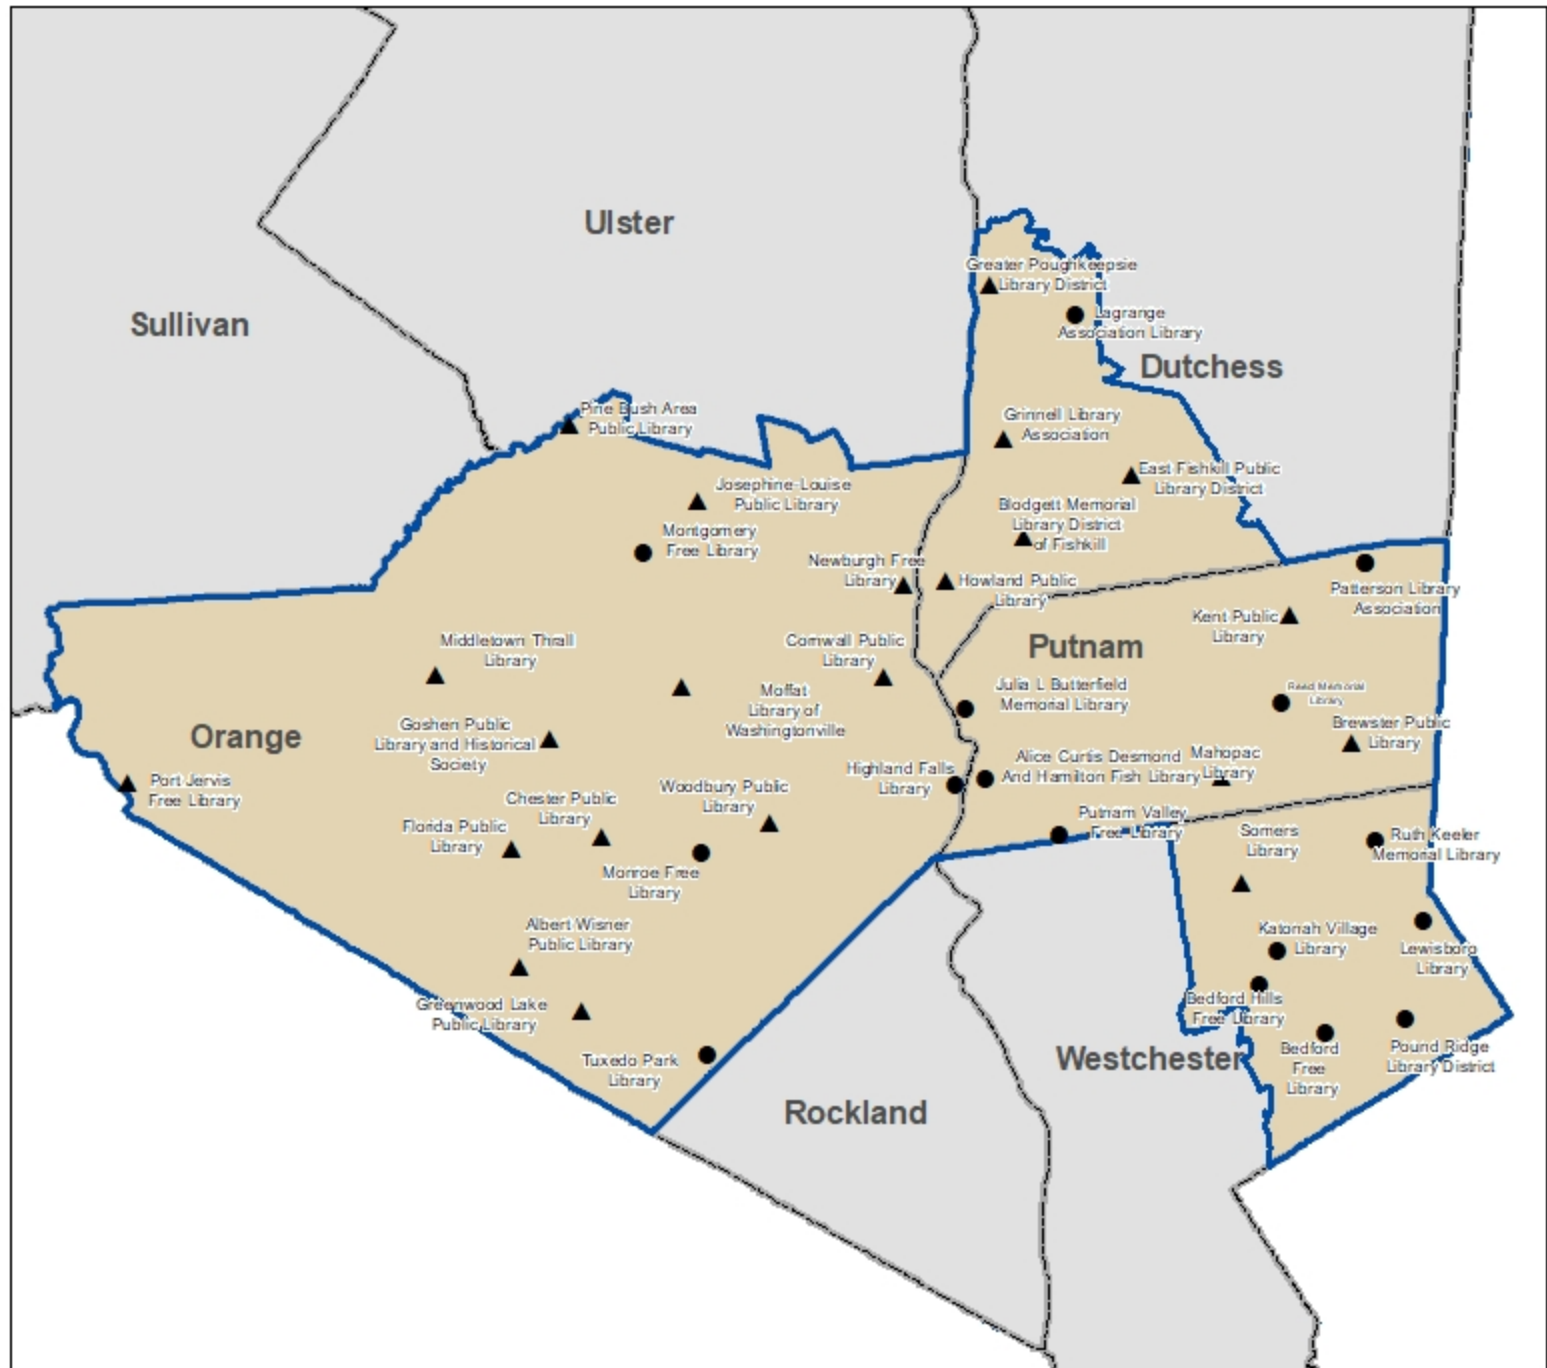 Ulster
Sullivan
Greater Poughkeepsie
Library District
Lagrange
Association Library
Dutchess
Pine Bush Area
Public Library
Grinnell Library
Association
East Fishkill Public
Library District
Josephine-Louise
Public Library
Blodgett Memorial
Library District
of Fishkill
Montgomery
Free Library
Newburgh Free
Library
Howland Public
Library
Patterson Library
Association
Kent Public
Library
Middletown Thrall
Library
Cornwall Public
Library
Putnam
Moffat
Library of
Washingtonville
Julia L Butterfield
Memorial Library
Reed Memorial
Library
Orange
Goshen Public
Library and Historical
Society
Brewster Public
Library
Port Jervis
Free Library
Highland Falls
Library
Alice Curtis Desmond
And Hamilton Fish Library
Mahopac
Library
Woodbury Public
Library
Chester Public
Library
Florida Public
Library
Putnam Valley
Free Library
Somers
Library
Ruth Keeler
Memorial Library
Monroe Free
Library
Albert Wisner
Public Library
Katonah Village
Library
Lewisboro
Library
Greenwood Lake
Public Library
Bedford Hills
Free Library
Tuxedo Park
Library
Westchester
Bedford
Free
Library
Pound Ridge
Library District
Rockland